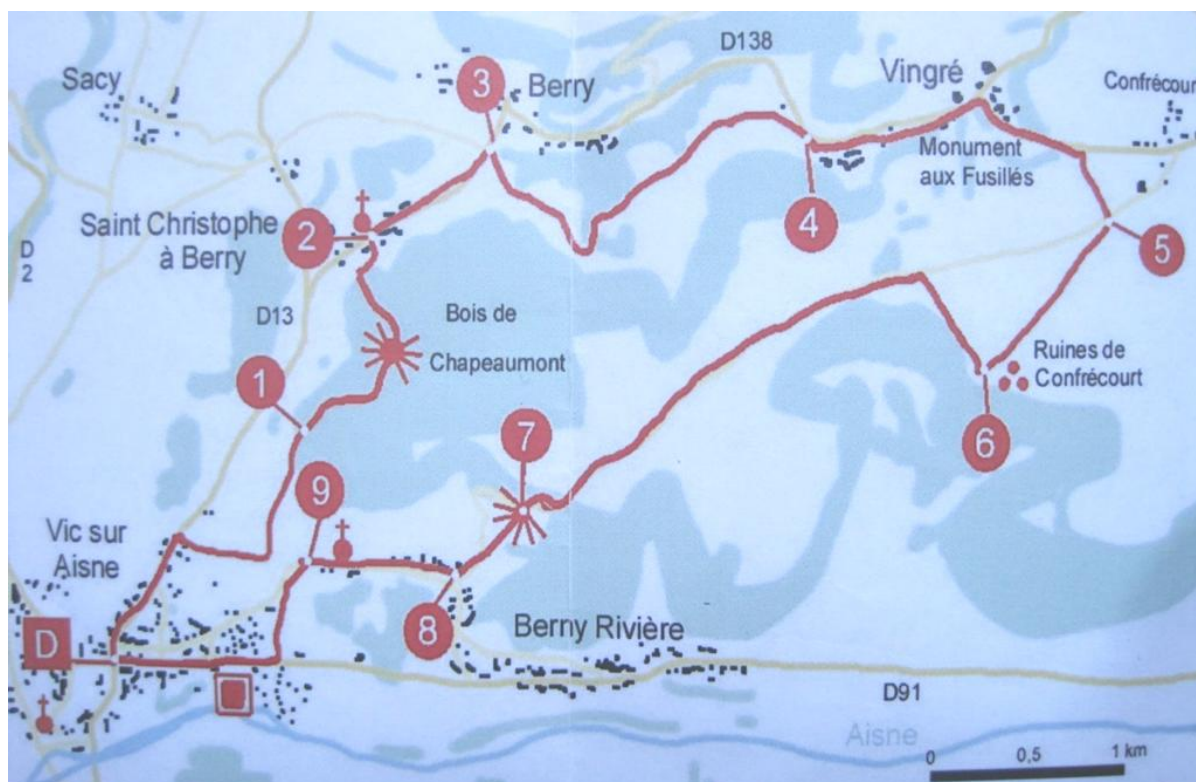 D138
Sacy
3
Berry
Vingré
Confrécourt
Monument
aux Fusillés
Saint Christophe
à Berry
2
4
5
D
2
D13
Bois de
Chapeaumont
1
Ruines de
Confrécourt
6
7
9
Vic sur
Aisne
8
Berny Rivière
D
D91
Aisne
0 0,5 1 km